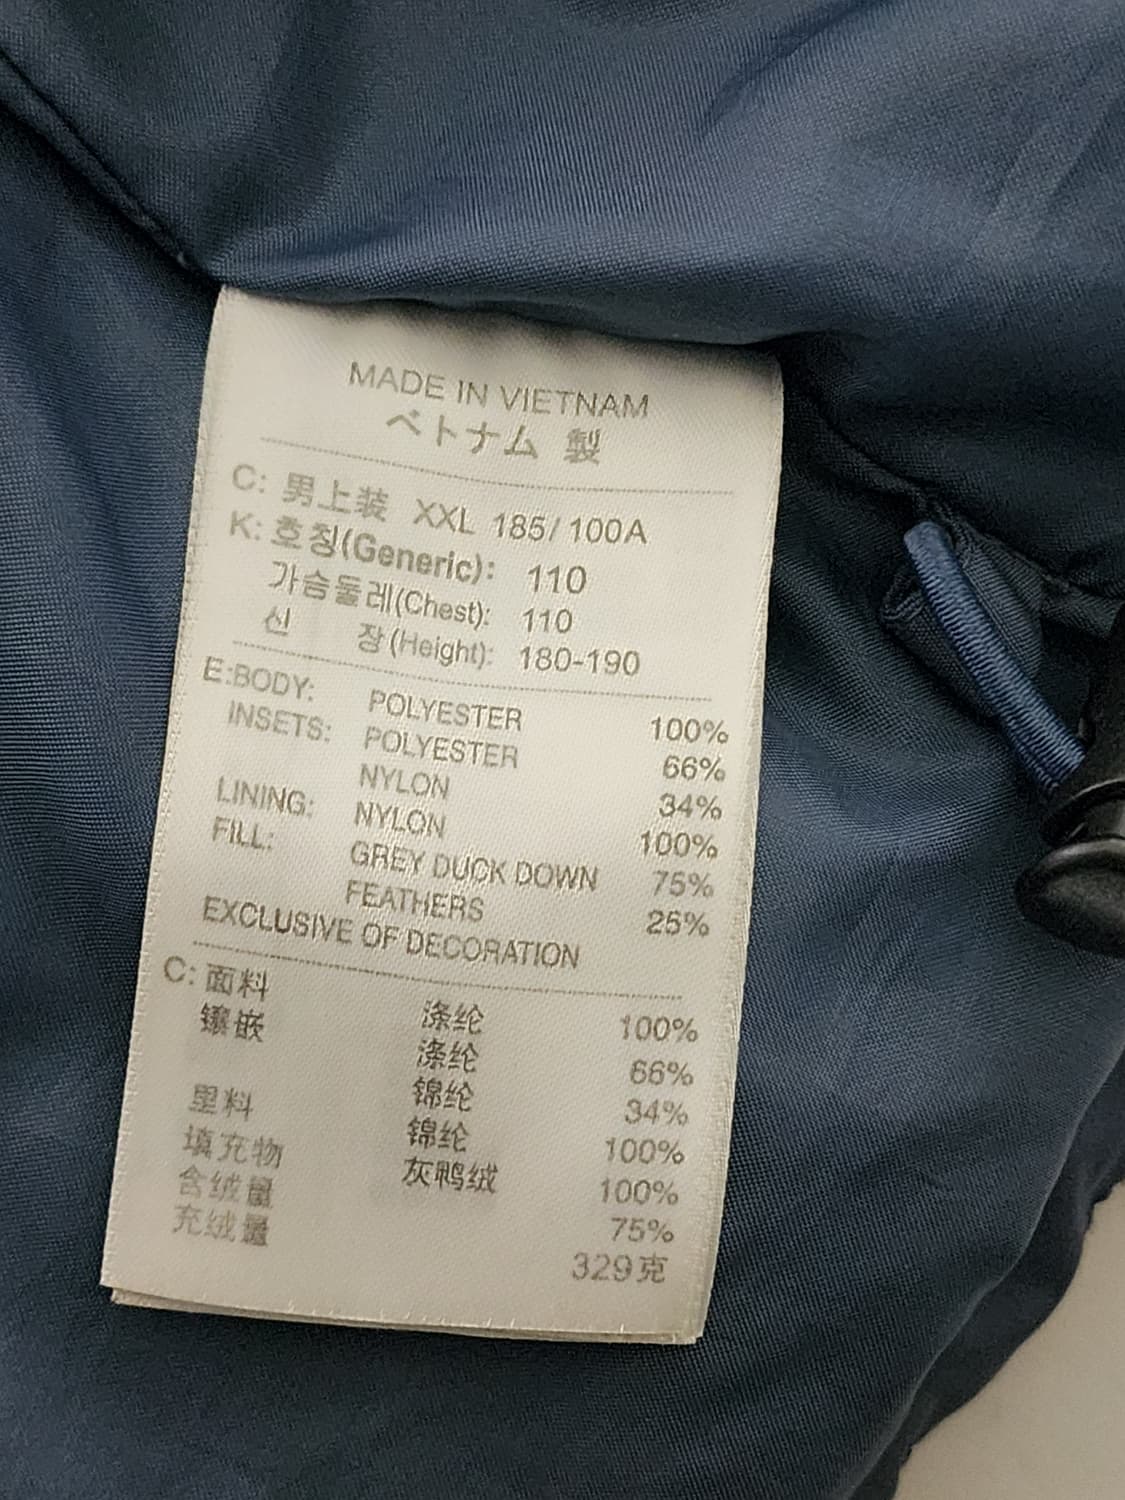 MADE IN VIETNAM
ベトナム 製
C: 男上装 XXL 185/100A
K: 호칭(Generic): 110
가슴둘레(Chest): 110
신 장(Height): 180-190
E:BODY: POLYESTER 100%
INSETS: POLYESTER 66%
NYLON 34%
LINING: NYLON 100%
FILL: GREY DUCK DOWN 75%
FEATHERS 25%
EXCLUSIVE OF DECORATION
C: 面料 涤纶 100%
镶嵌 涤纶 66%
锦纶 34%
里料 锦纶 100%
填充物 灰鸭绒 100%
含绒量 75%
充绒量 329克